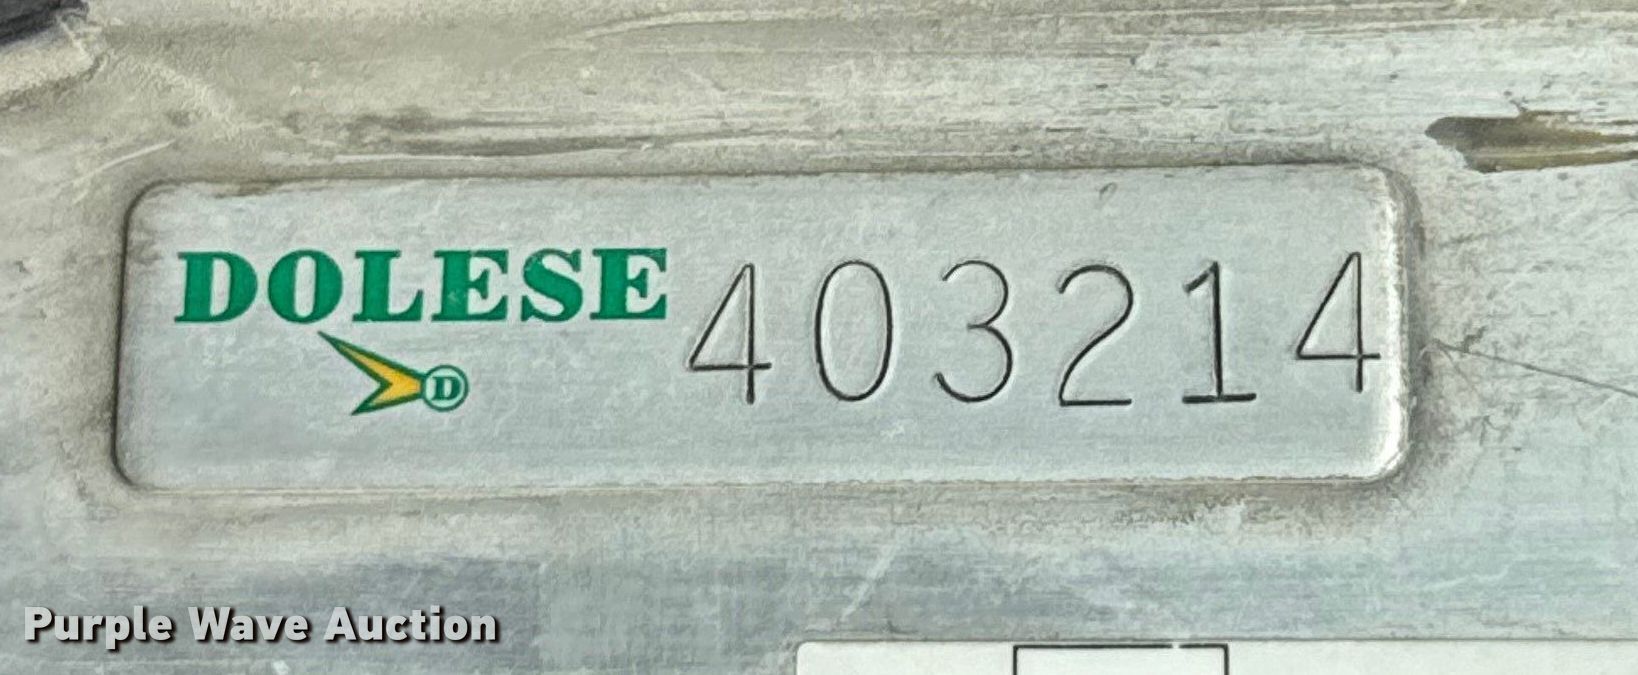 DOLESE 403214
D
Purple Wave Auction